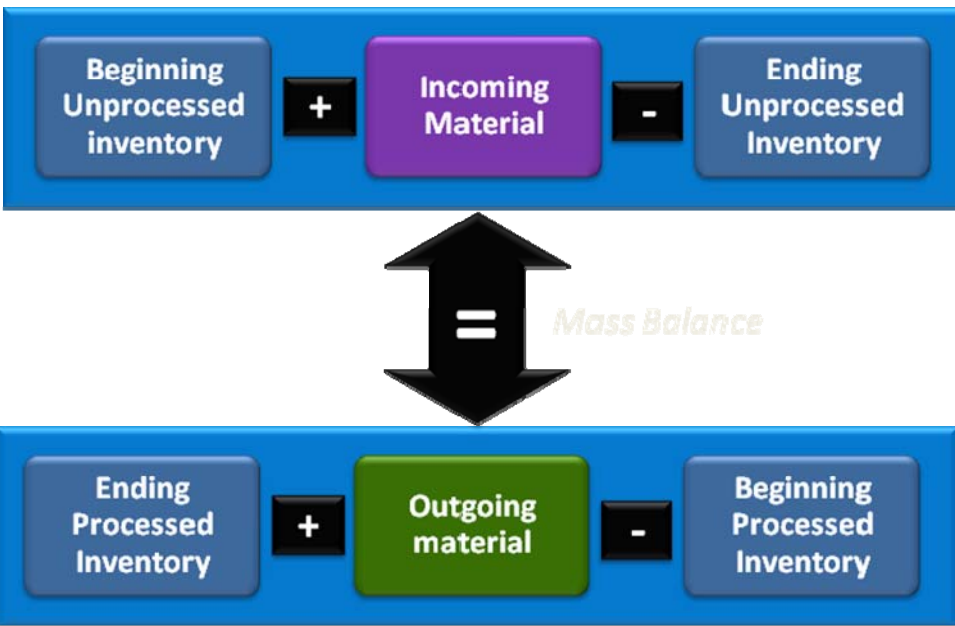 Beginning
Unprocessed
inventory
+
Incoming
Material
-
Ending
Unprocessed
Inventory
=
Mass Balance
Ending
Processed
Inventory
+
Outgoing
material
-
Beginning
Processed
Inventory